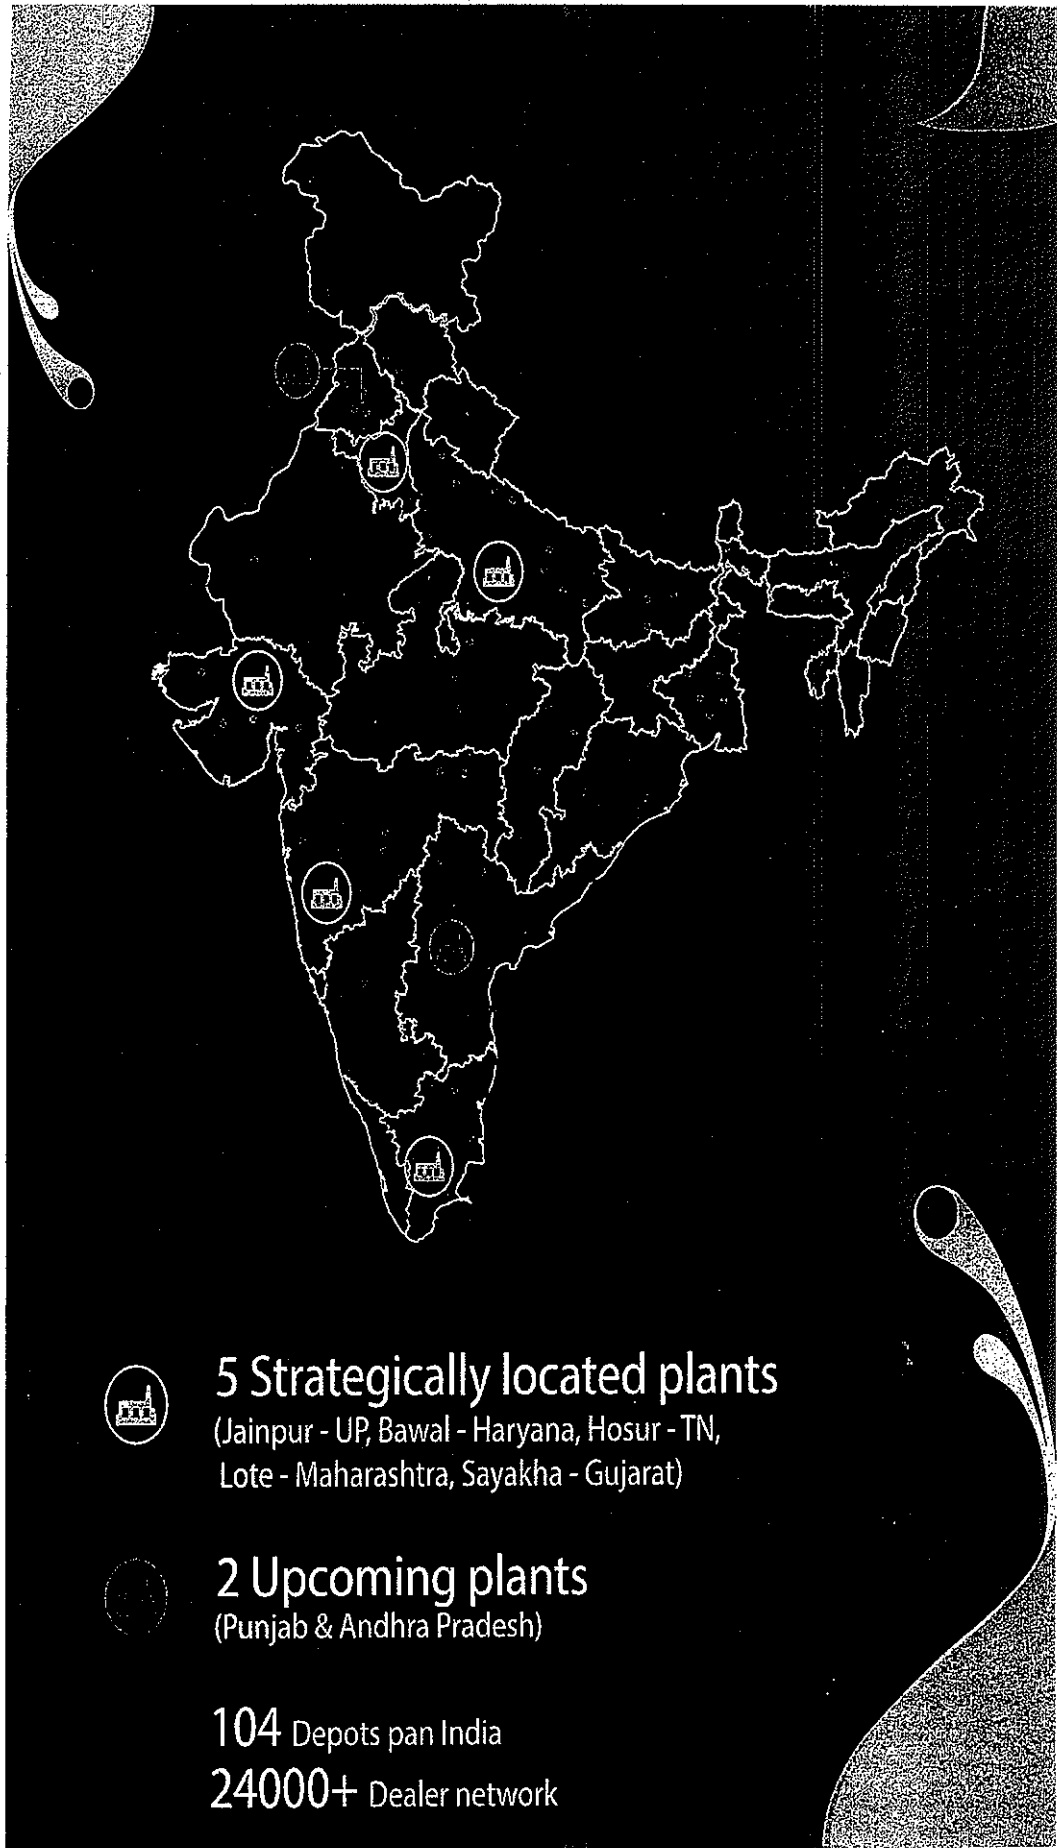 5 Strategically located plants
(Jainpur - UP, Bawal - Haryana, Hosur - TN,
Lote - Maharashtra, Sayakha - Gujarat)
2 Upcoming plants
(Punjab & Andhra Pradesh)
104 Depots pan India
24000+ Dealer network